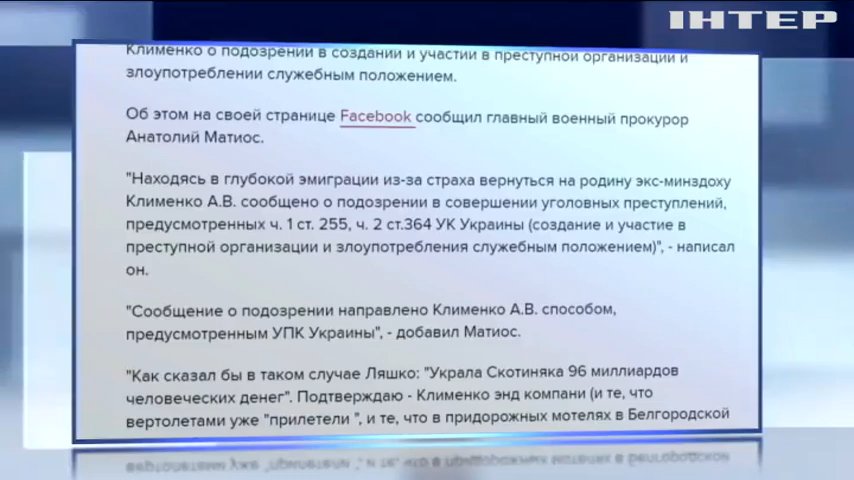 ІНТЕР
Клименко о подозрении в создании и участии в преступной организации и
злоупотреблении служебным положением.
Об этом на своей странице Facebook сообщил главный военный прокурор
Анатолий Матиос.
"Находясь в глубокой эмиграции из-за страха вернуться на родину экс-минздоху
Клименко А.В. сообщено о подозрении в совершении уголовных преступлений,
предусмотренных ч. 1 ст. 255, ч. 2 ст.364 УК Украины (создание и участие в
преступной организации и злоупотребления служебным положением)", - написал
он.
"Сообщение о подозрении направлено Клименко А.В. способом,
предусмотренным УПК Украины", - добавил Матиос.
"Как сказал бы в таком случае Ляшко: "Украла Скотиняка 96 миллиардов
человеческих денег". Подтверждаю - Клименко энд компани (и те, что
вертолетами уже "прилетели ", и те, что в придорожных мотелях в Белгородской